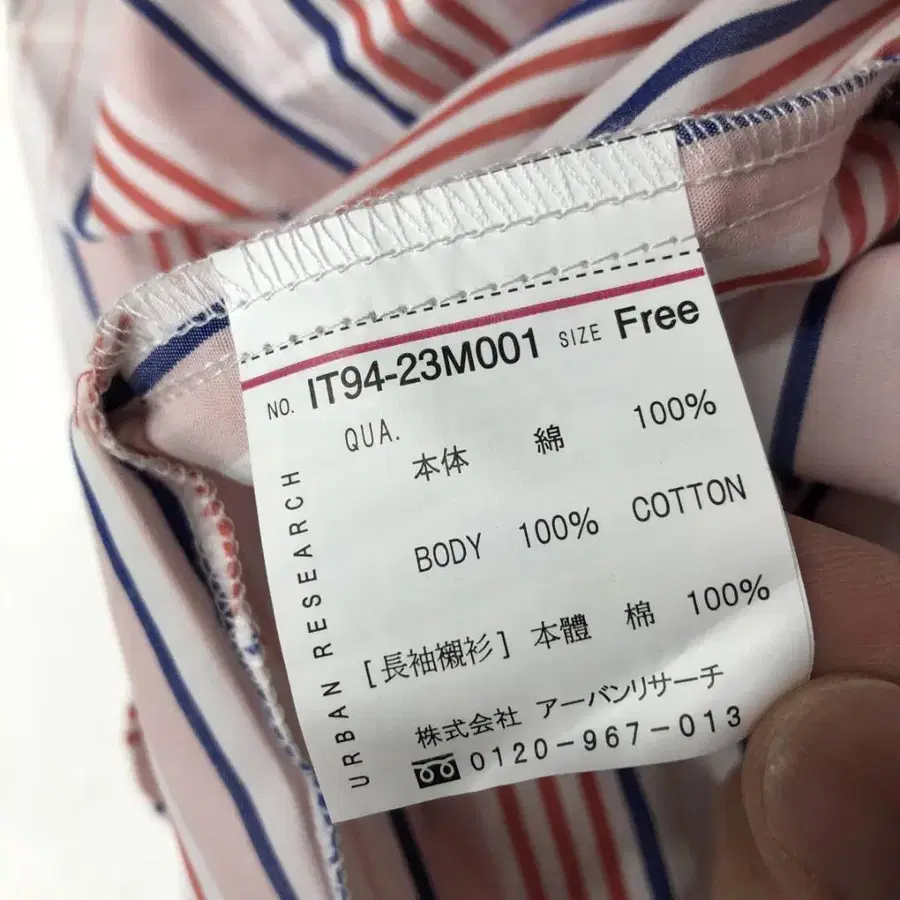 NO. IT94-23M001 SIZE Free
QUA.
本体 綿 100%
BODY 100% COTTON
[長袖襯衫] 本體 棉 100%
株式会社 アーバンリサーチ
0120-967-013
URBAN RESEARCH